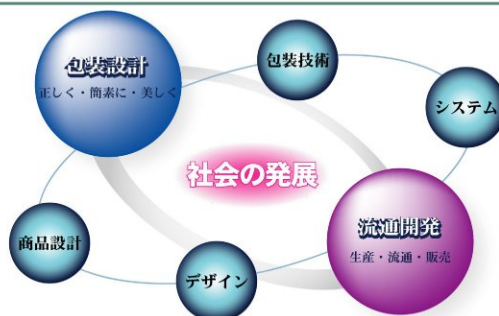 包装設計
正しく・簡素に・美しく
包装技術
システム
社会の発展
流通開発
生産・流通・販売
商品設計
デザイン